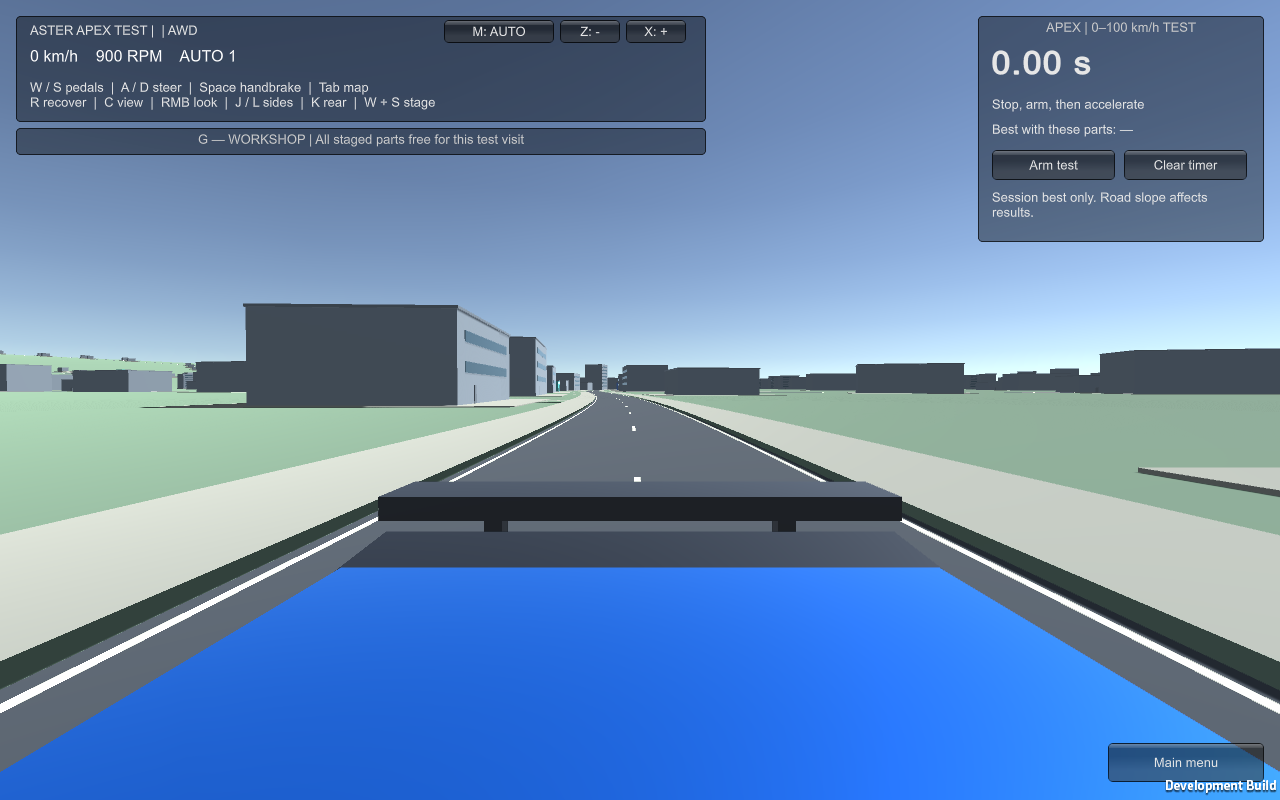 ASTER APEX TEST | | AWD
M: AUTO
Z: -
X: +
0 km/h 900 RPM AUTO 1
W / S pedals | A / D steer | Space handbrake | Tab map
R recover | C view | RMB look | J / L sides | K rear | W + S stage
G — WORKSHOP | All staged parts free for this test visit
APEX | 0–100 km/h TEST
0.00 s
Stop, arm, then accelerate
Best with these parts: —
Arm test
Clear timer
Session best only. Road slope affects
results.
Main menu
Development Build